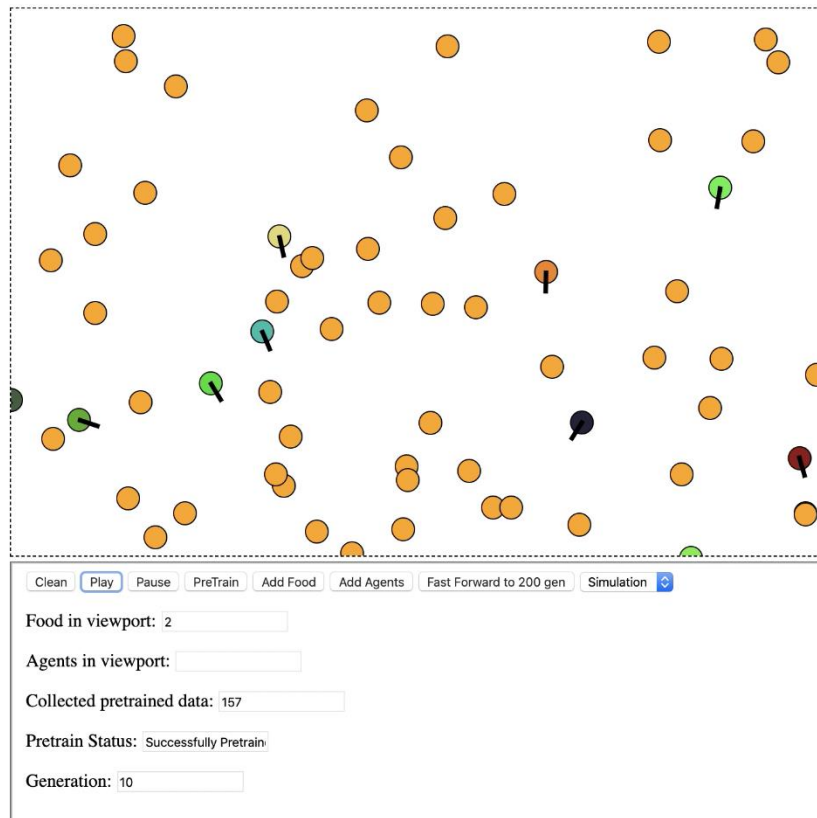 Clean Play Pause PreTrain Add Food Add Agents Fast Forward to 200 gen Simulation
Food in viewport: 2
Agents in viewport:
Collected pretrained data: 157
Pretrain Status: Successfully Pretrain
Generation: 10